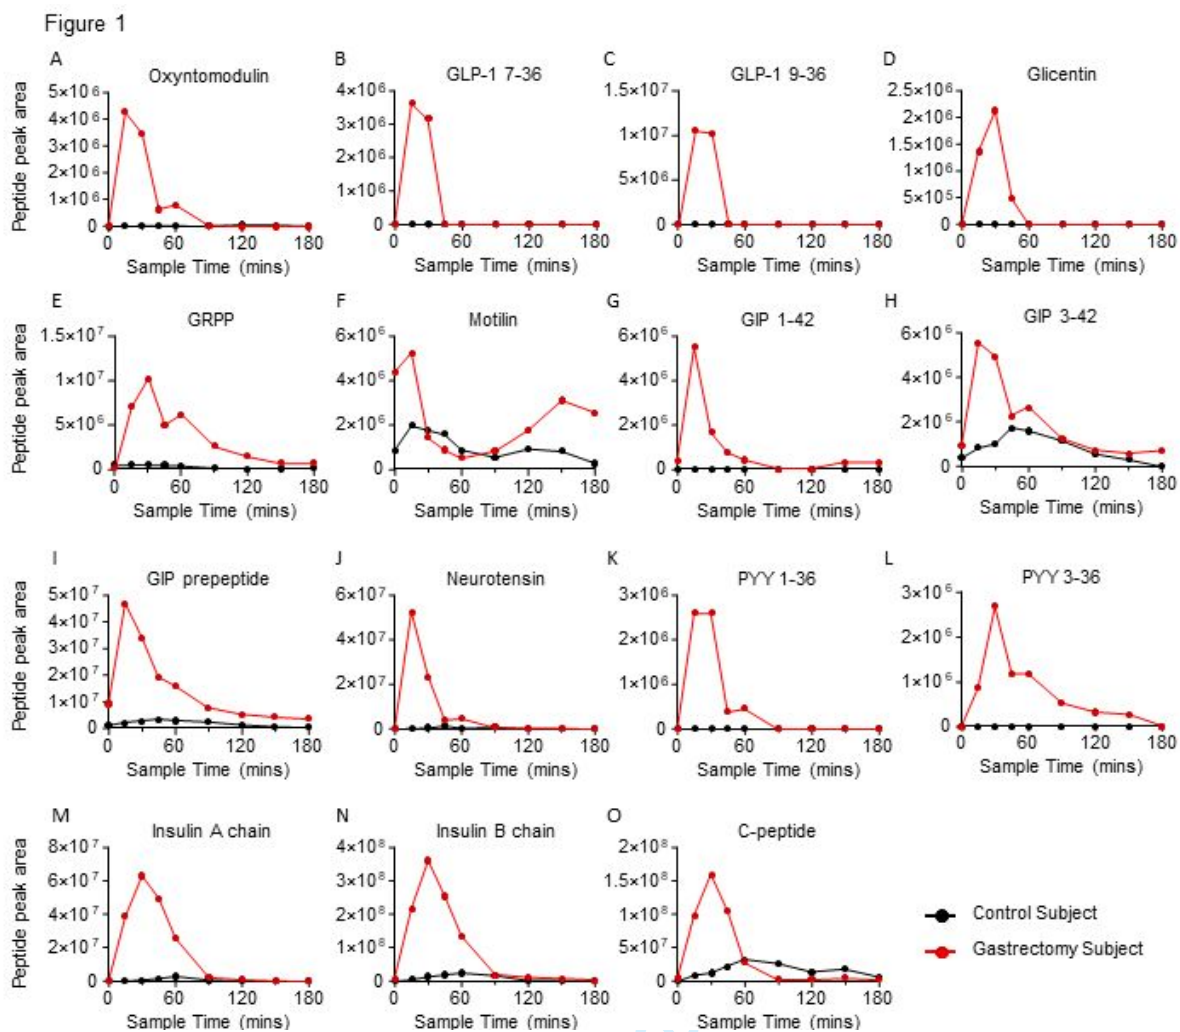 Figure 1
A
Oxyntomodulin
Peptide peak area
5×10⁶
4×10⁶
3×10⁶
2×10⁶
1×10⁶
0
0 60 120 180
Sample Time (mins)
B
GLP-1 7-36
4×10⁶
3×10⁶
2×10⁶
1×10⁶
0
0 60 120 180
Sample Time (mins)
C
GLP-1 9-36
1.5×10⁷
1×10⁷
5×10⁶
0
0 60 120 180
Sample Time (mins)
D
Glicentin
2.5×10⁶
2×10⁶
1.5×10⁶
1×10⁶
5×10⁵
0
0 60 120 180
Sample Time (mins)
E
GRPP
Peptide peak area
1.5×10⁷
1×10⁷
5×10⁶
0
0 60 120 180
Sample Time (mins)
F
Motilin
6×10⁶
4×10⁶
2×10⁶
0
0 60 120 180
Sample Time (mins)
G
GIP 1-42
6×10⁶
4×10⁶
2×10⁶
0
0 60 120 180
Sample Time (mins)
H
GIP 3-42
6×10⁶
4×10⁶
2×10⁶
0
0 60 120 180
Sample Time (mins)
I
GIP prepeptide
Peptide peak area
5×10⁷
4×10⁷
3×10⁷
2×10⁷
1×10⁷
0
0 60 120 180
Sample Time (mins)
J
Neurotensin
6×10⁷
4×10⁷
2×10⁷
0
0 60 120 180
Sample Time (mins)
K
PYY 1-36
3×10⁶
2×10⁶
1×10⁶
0
0 60 120 180
Sample Time (mins)
L
PYY 3-36
3×10⁶
2×10⁶
1×10⁶
0
0 60 120 180
Sample Time (mins)
M
Insulin A chain
Peptide peak area
8×10⁷
6×10⁷
4×10⁷
2×10⁷
0
0 60 120 180
Sample Time (mins)
N
Insulin B chain
4×10⁸
3×10⁸
2×10⁸
1×10⁸
0
0 60 120 180
Sample Time (mins)
O
C-peptide
2×10⁸
1.5×10⁸
1×10⁸
5×10⁷
0
0 60 120 180
Sample Time (mins)
Control Subject
Gastrectomy Subject